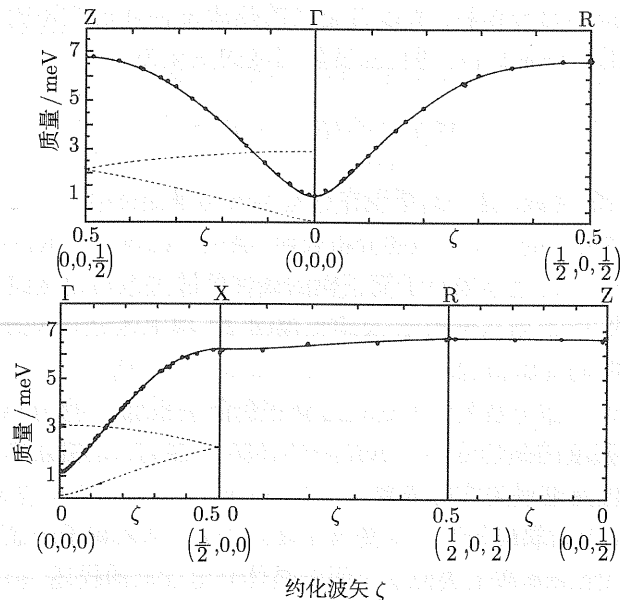 Z Γ R
7
5
3
1
质量/meV
0.5 ζ 0 ζ 0.5
(0,0,1/2) (0,0,0) (1/2,0,1/2)
Γ X R Z
7
5
3
1
质量/meV
0 ζ 0.5 0 ζ 0.5 ζ 0
(0,0,0) (1/2,0,0) (1/2,0,1/2) (0,0,1/2)
约化波矢 ζ